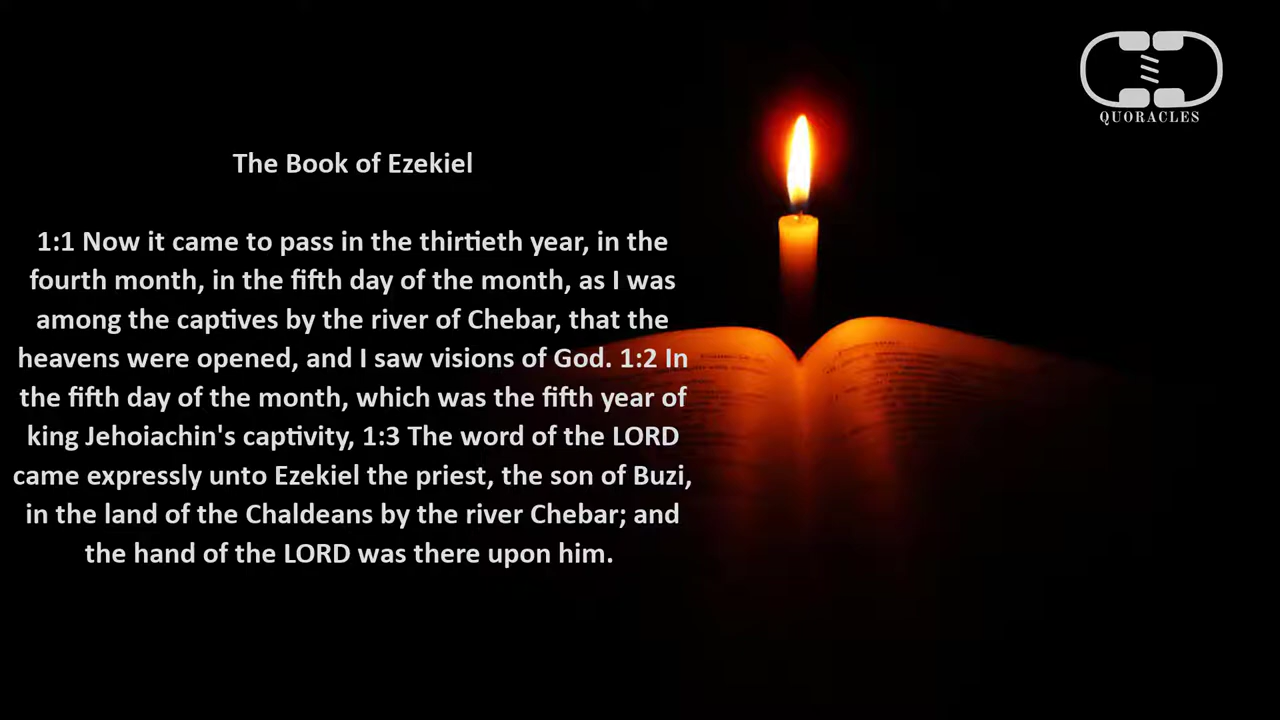 QUORACLES
The Book of Ezekiel
1:1 Now it came to pass in the thirtieth year, in the
fourth month, in the fifth day of the month, as I was
among the captives by the river of Chebar, that the
heavens were opened, and I saw visions of God. 1:2 In
the fifth day of the month, which was the fifth year of
king Jehoiachin's captivity, 1:3 The word of the LORD
came expressly unto Ezekiel the priest, the son of Buzi,
in the land of the Chaldeans by the river Chebar; and
the hand of the LORD was there upon him.